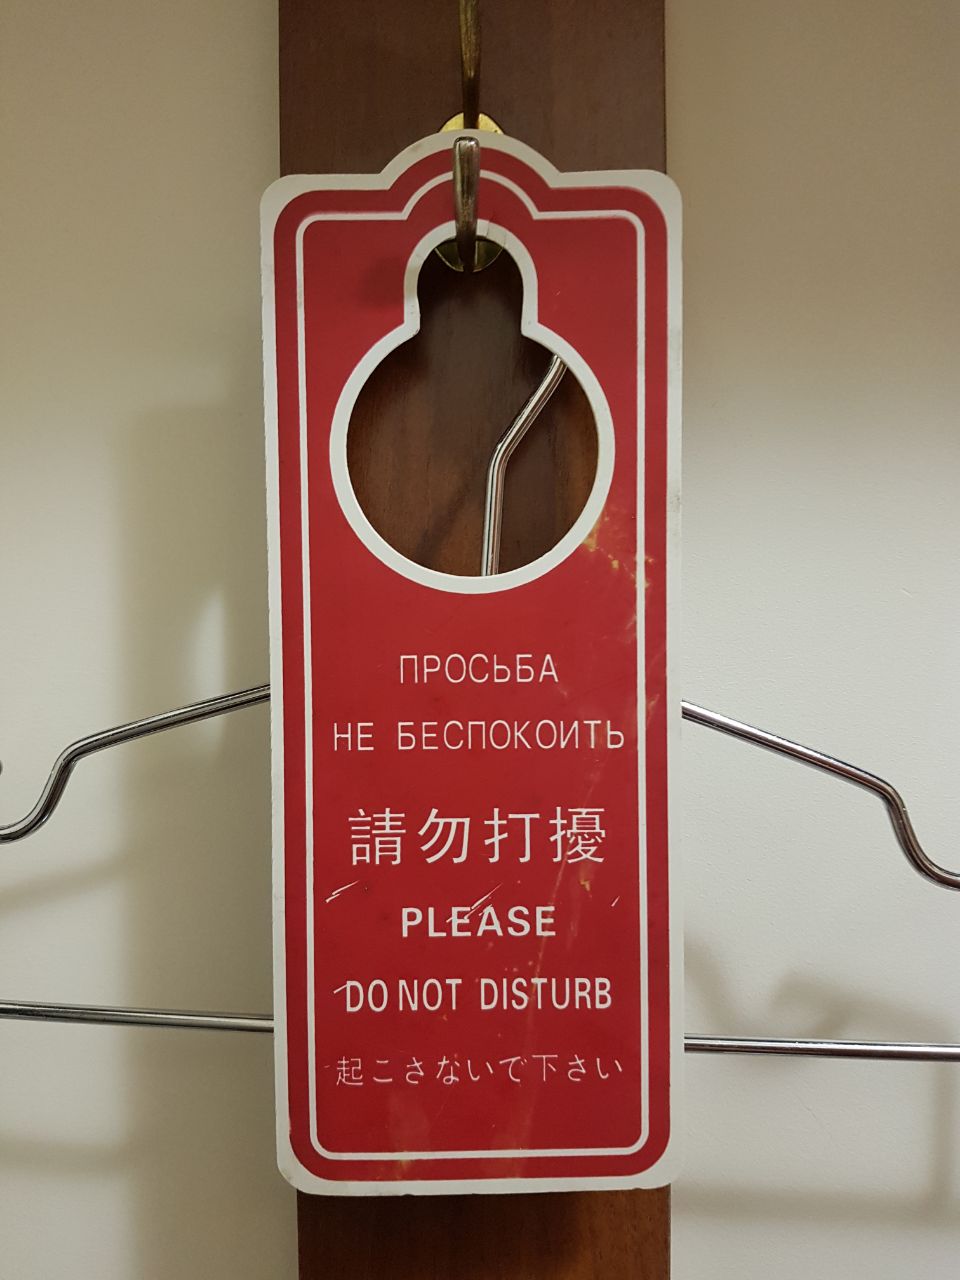 ПРОСЬБА
НЕ БЕСПОКОИТЬ
請勿打擾
PLEASE
DO NOT DISTURB
起こさないで下さい